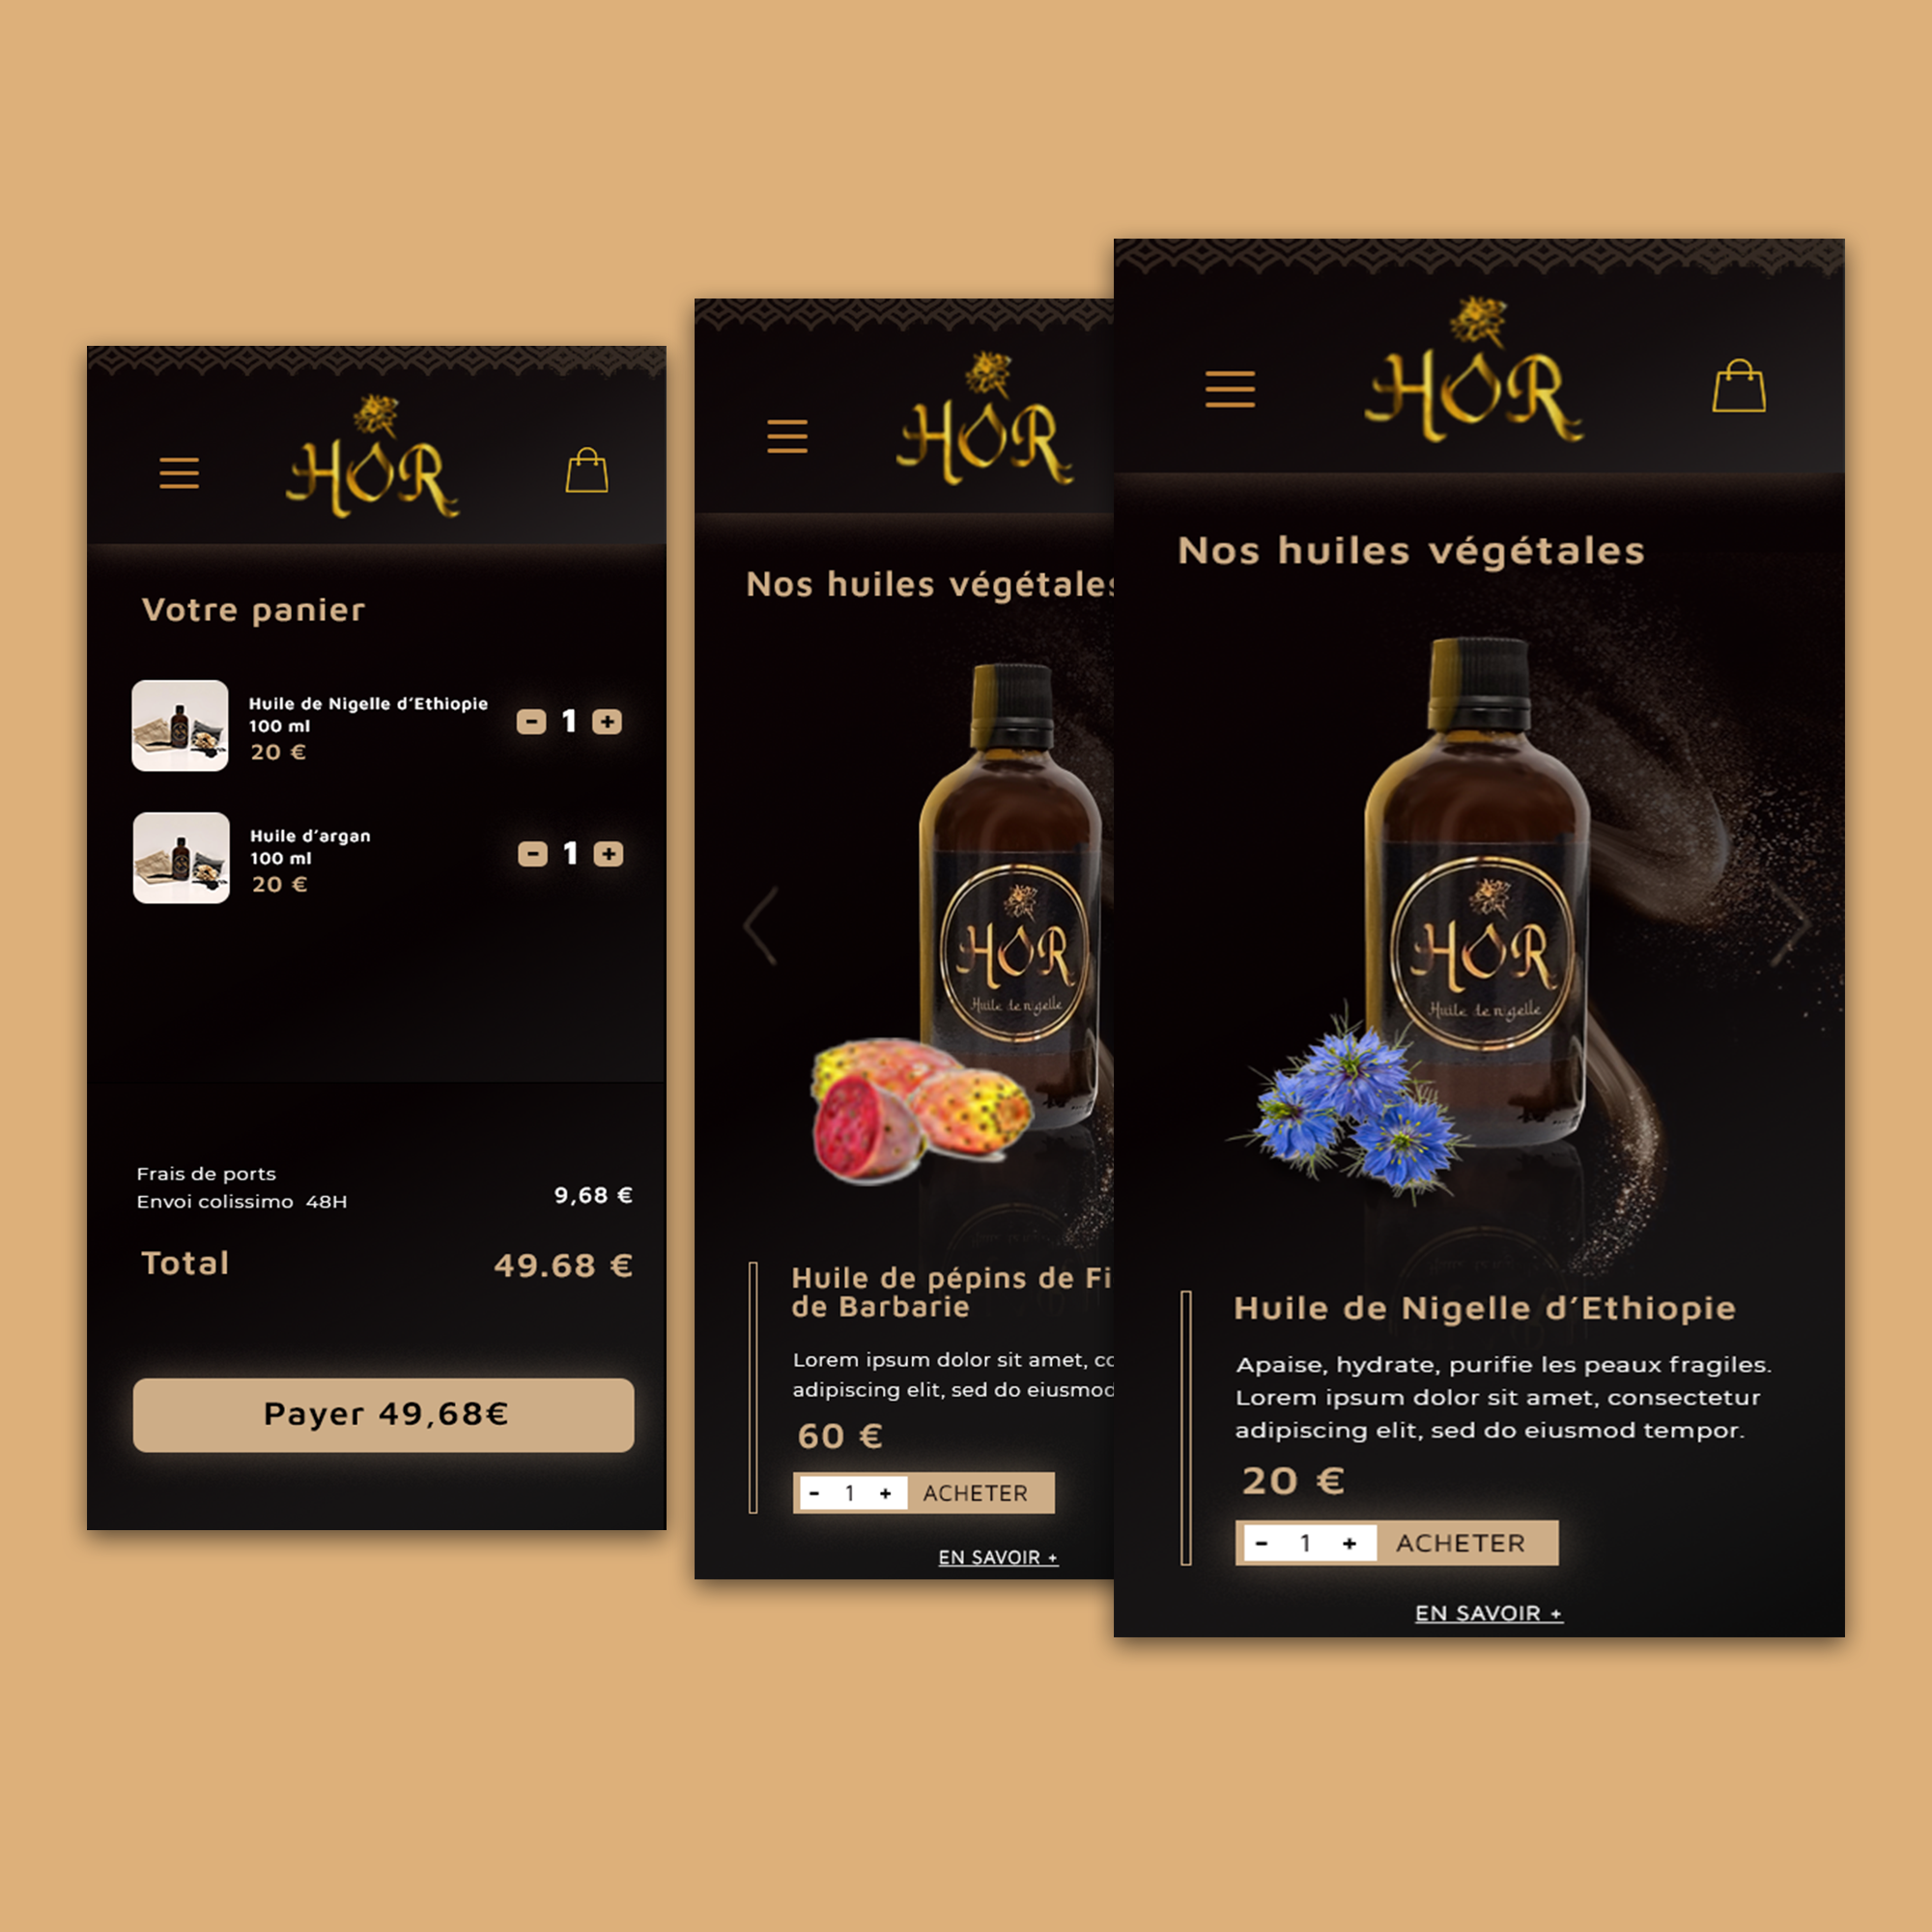 HOR
Votre panier
Huile de Nigelle d’Ethiopie
100 ml
20 €
- 1 +
Huile d’argan
100 ml
20 €
- 1 +
Frais de ports
Envoi colissimo 48H
9,68 €
Total
49.68 €
Payer 49,68€
HOR
Nos huiles végétales
HOR
Huile de nigelle
Huile de pépins de Fi
de Barbarie
Lorem ipsum dolor sit amet, co
adipiscing elit, sed do eiusmod
60 €
- 1 + ACHETER
EN SAVOIR +
HOR
Nos huiles végétales
HOR
Huile de nigelle
Huile de Nigelle d’Ethiopie
Apaise, hydrate, purifie les peaux fragiles.
Lorem ipsum dolor sit amet, consectetur
adipiscing elit, sed do eiusmod tempor.
20 €
- 1 + ACHETER
EN SAVOIR +